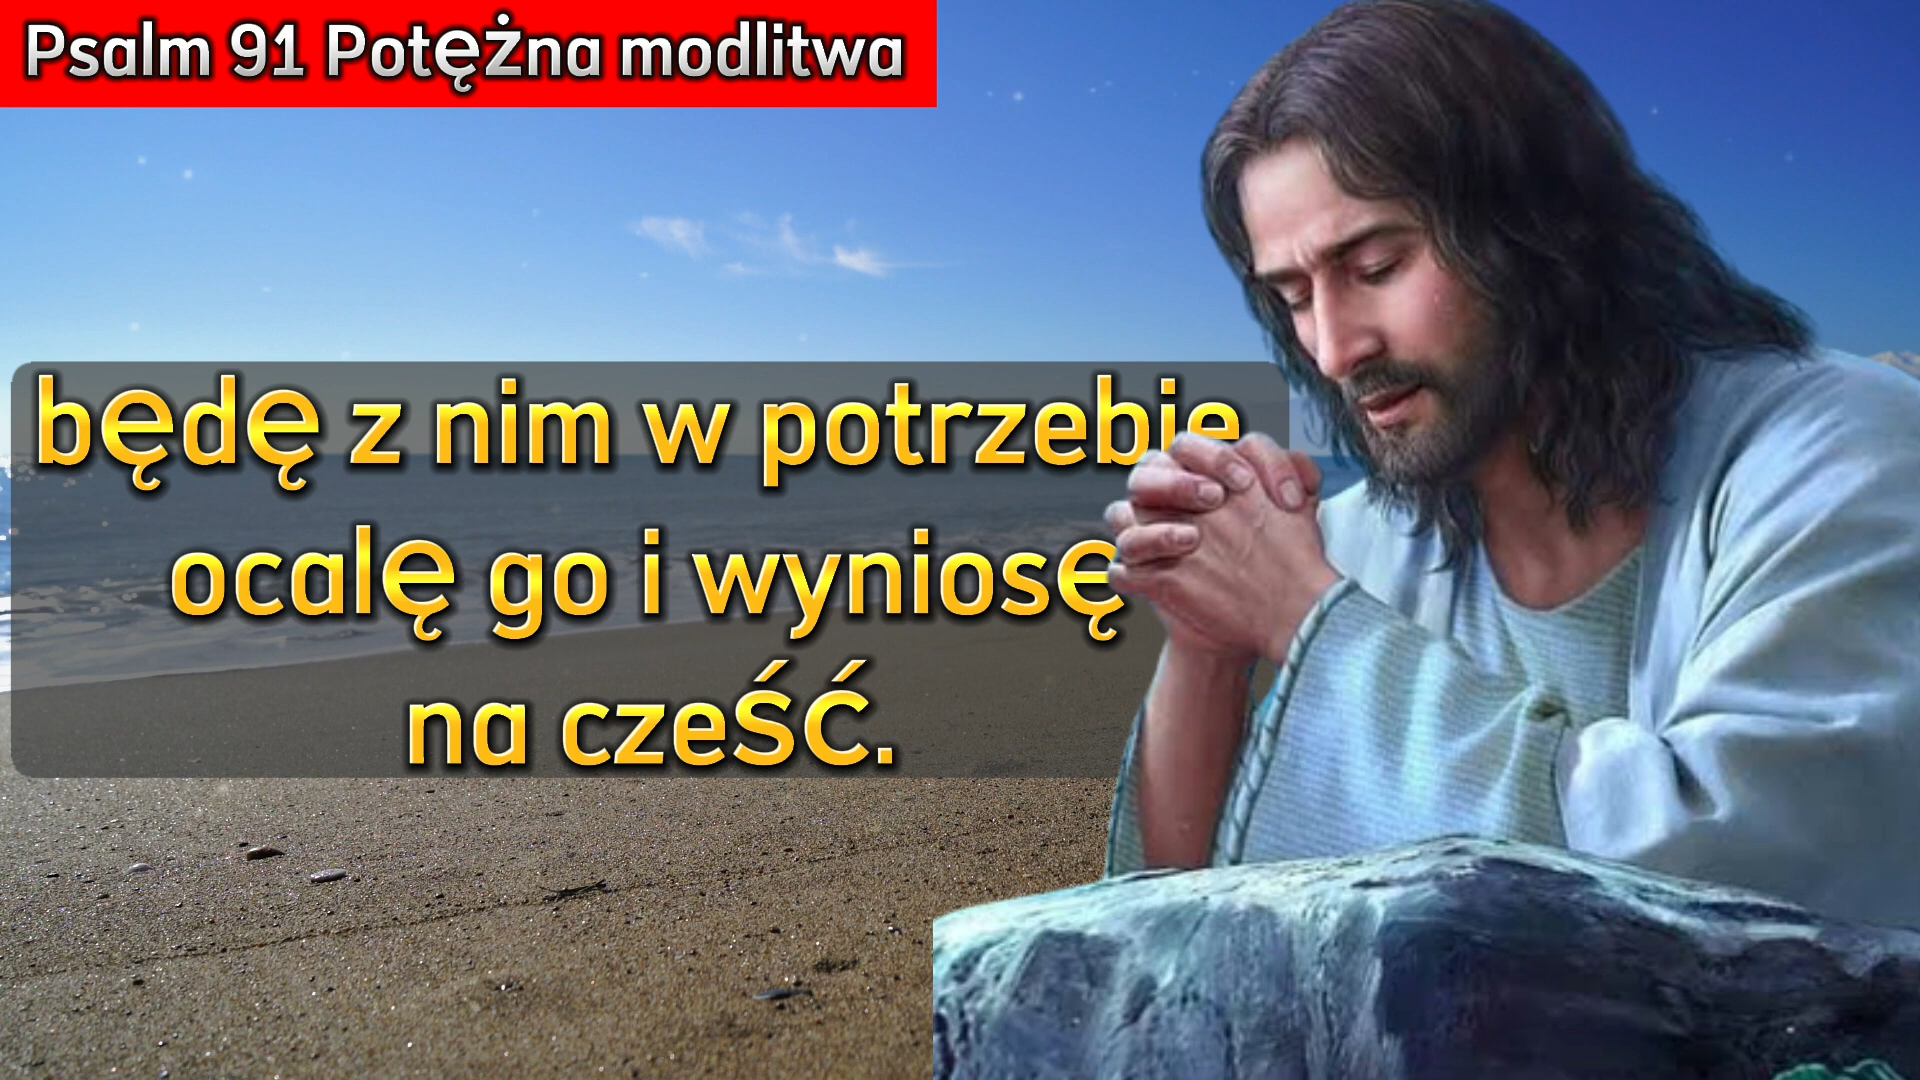 Psalm 91 Potężna modlitwa
będę z nim w potrzebie
ocalę go i wyniosę
na cześć.